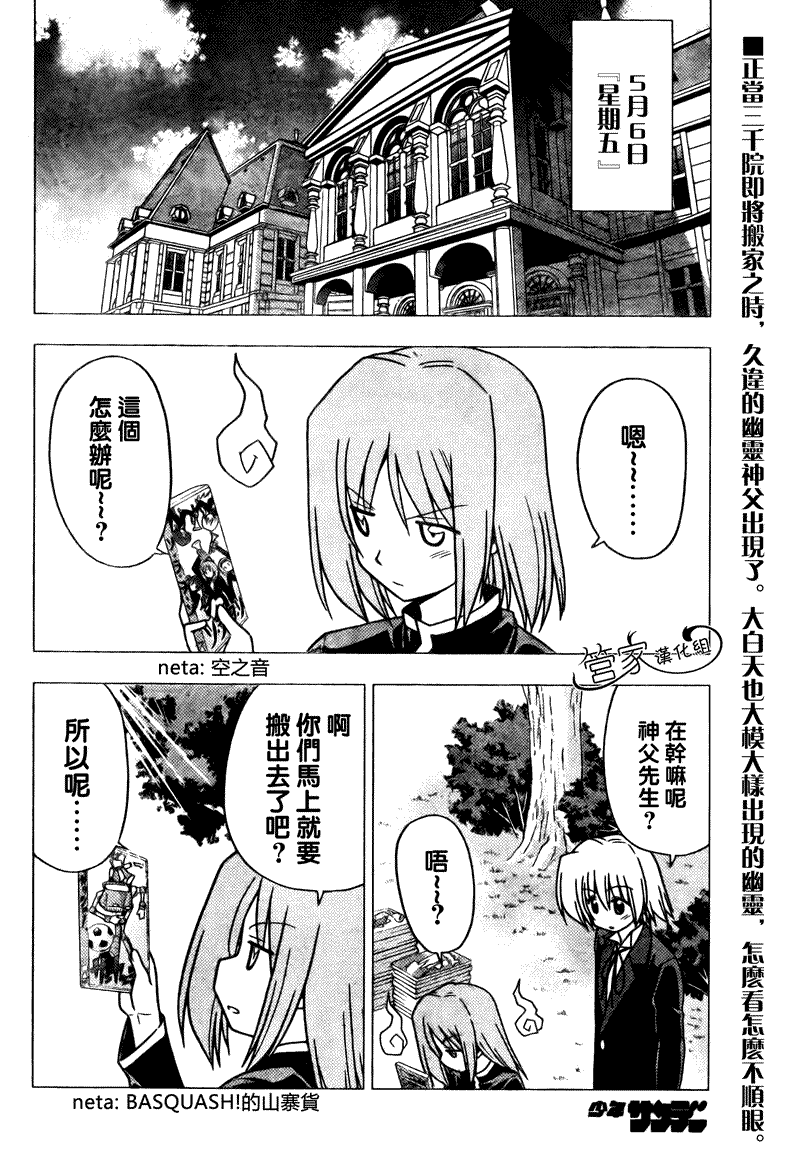 ■正當三千院即將搬家之時，久違的幽靈神父出現了。大白天也大模大樣出現的幽靈，怎麼看怎麼不順眼。
5月6日
『星期五』
嗯～～……
這個
怎麼辦呢～～？
neta: 空之音
管家漢化組
在幹嘛呢
神父先生？
唔～～？
啊
你們馬上就要
搬出去了吧？
所以呢……
neta: BASQUASH!的山寨貨
少年サンデー